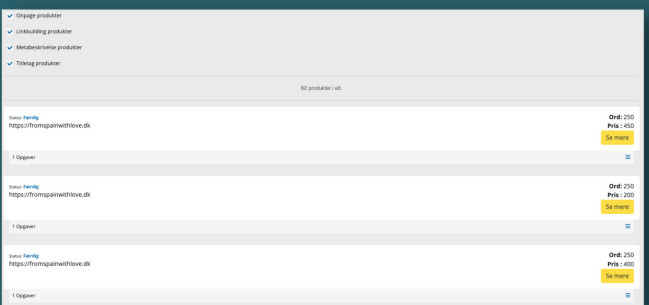 Onpage produkter
Linkbuilding produkter
Metabeskrivelse produkter
Titletag produkter
62 produkter i alt.
Status: Færdig
https://fromspainwithlove.dk
Ord: 250
Pris : 450
Se mere
1 Opgaver
Status: Færdig
https://fromspainwithlove.dk
Ord: 250
Pris : 200
Se mere
1 Opgaver
Status: Færdig
https://fromspainwithlove.dk
Ord: 250
Pris : 400
Se mere
1 Opgaver